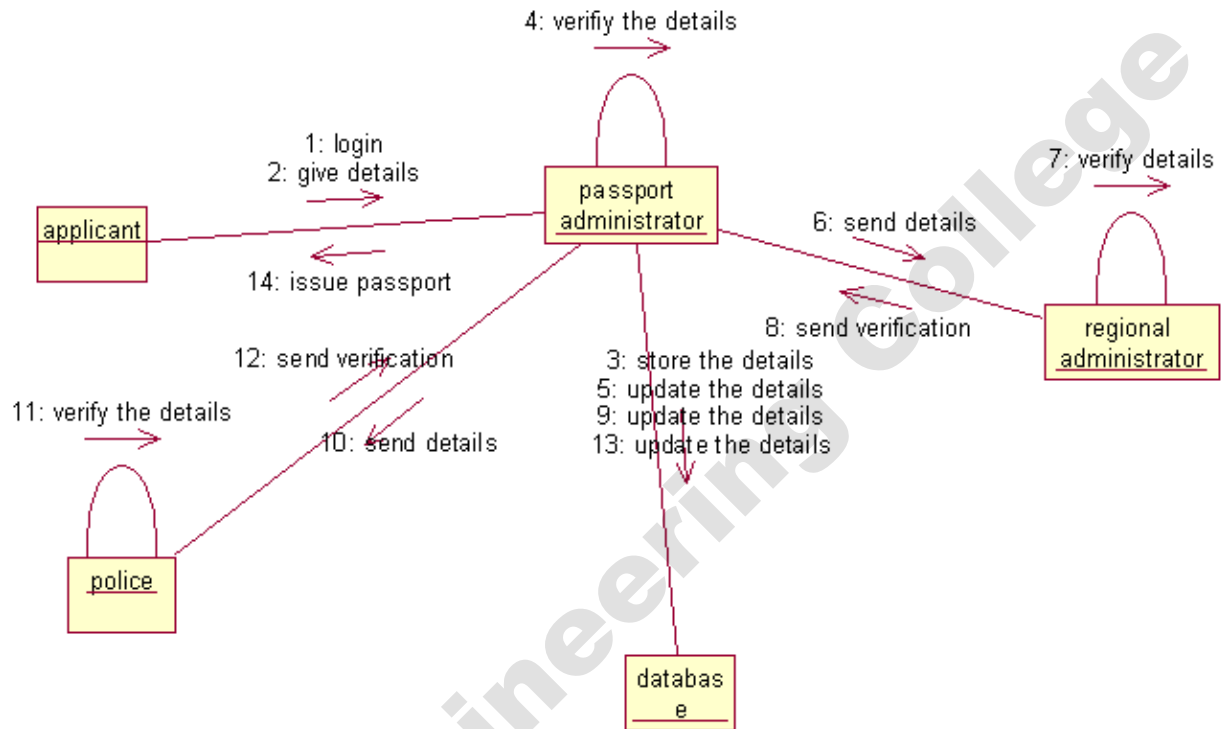 4: verifiy the details
1: login
2: give details
7: verify details
passport
administrator
applicant
6: send details
14: issue passport
8: send verification
regional
administrator
12: send verification
3: store the details
5: update the details
9: update the details
13: update the details
11: verify the details
10: send details
police
databas
e
ineering College